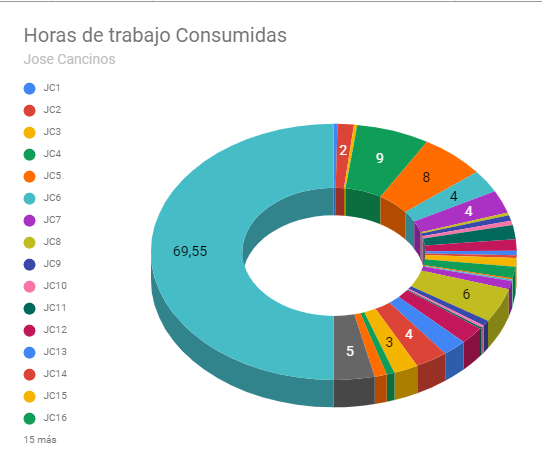 Horas de trabajo Consumidas
Jose Cancinos
JC1
JC2
JC3
JC4
JC5
JC6
JC7
JC8
JC9
JC10
JC11
JC12
JC13
JC14
JC15
JC16
15 más
2
9
8
4
4
69,55
6
4
3
5